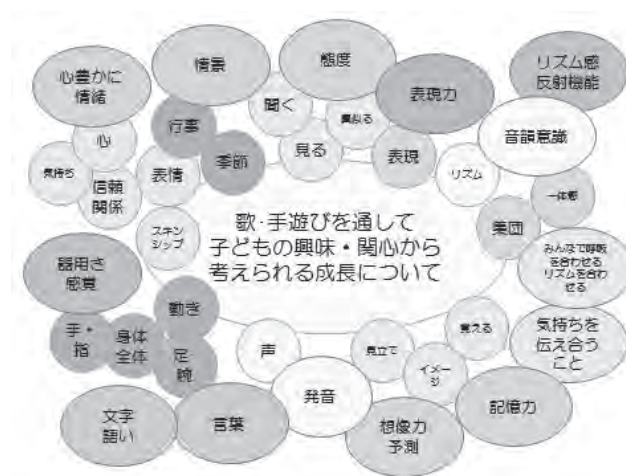 心豊かに
情緒
情景
態度
表現力
リズム感
反射機能
聞く
真似る
行事
季節
見る
表現
音韻意識
リズム
心
気持ち
信頼
関係
表情
一体感
集団
スキン
シップ
歌・手遊びを通して
子どもの興味・関心から
考えられる成長について
みんなで呼吸
を合わせる
リズムを合わ
せる
器用さ
感覚
手・
指
身体
全体
動き
足
腕
声
見立て
覚える
イメー
ジ
気持ちを
伝え合う
こと
文字
語い
言葉
発音
想像力
予測
記憶力